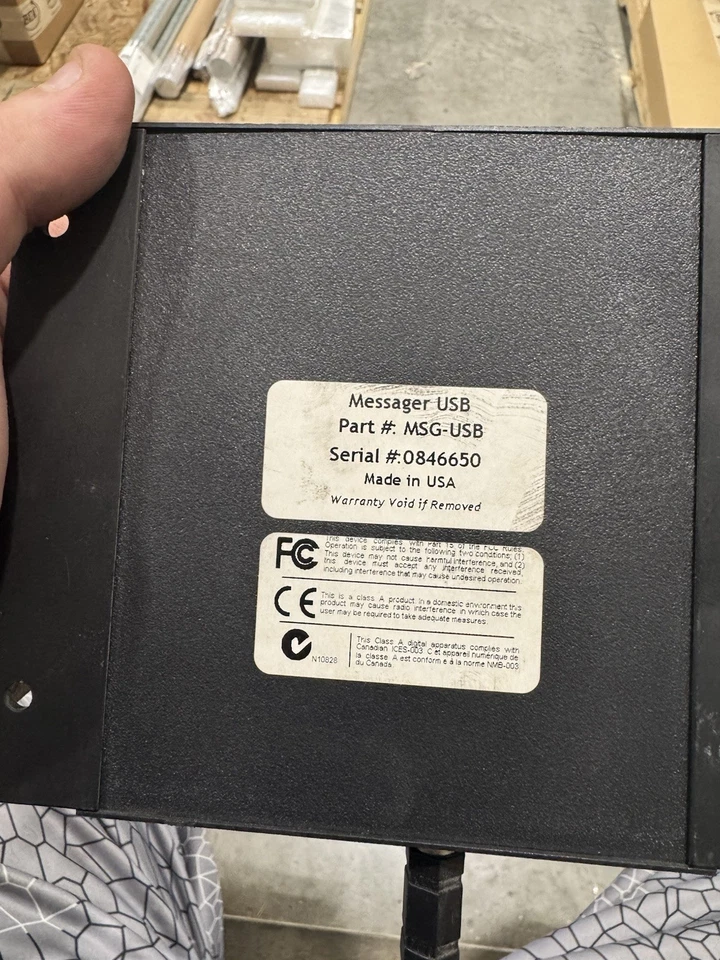 Messager USB
Part #: MSG-USB
Serial #:0846650
Made in USA
Warranty Void if Removed
FC
This device complies with Part 15 of the FCC Rules.
Operation is subject to the following two conditions; (1)
This device may not cause harmful interference, and (2)
this device must accept any interference received,
including interference that may cause undesired operation.
CE
This is a class A product. In a domestic environment this
product may cause radio interference in which case the
user may be required to take adequate measures.
N10828
This Class A digital apparatus complies with
Canadian ICES-003 Cet appareil numérique de
la classe A est conforme à la norme NMB-003
du Canada